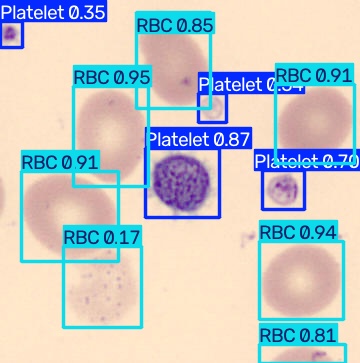 Platelet 0.35
RBC 0.85
RBC 0.95
Platelet 0.54
RBC 0.91
Platelet 0.87
Platelet 0.70
RBC 0.91
RBC 0.17
RBC 0.94
RBC 0.81